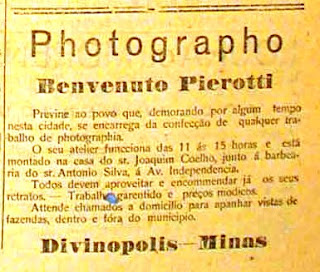 Photographo
Benvenuto Pierotti
Previne ao povo que, demorando por algum tempo
nesta cidade, se encarrega da confecção de qualquer tra-
balho de photographia.
O seu atelier funcciona das 11 ás 15 horas e está
montado na casa do sr. Joaquim Coelho, junto á barbea-
ria do sr. Antonio Silva, á Av. Independencia.
Todos devem aproveitar e encommendar já os seus
retratos, — Trabalho garentido e preços modicos.
Attende chamados a domicilio para apanhar vistas de
fazendas, dentro e fóra do municipio.
Divinopolis—Minas